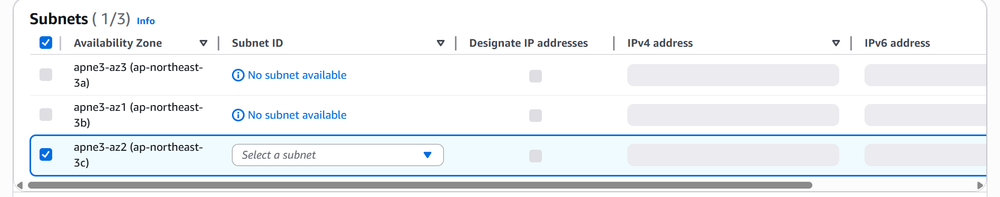 Subnets ( 1/3) Info
Availability Zone Subnet ID Designate IP addresses IPv4 address IPv6 address
apne3-az3 (ap-northeast-
3a)
No subnet available
apne3-az1 (ap-northeast-
3b)
No subnet available
apne3-az2 (ap-northeast-
3c)
Select a subnet